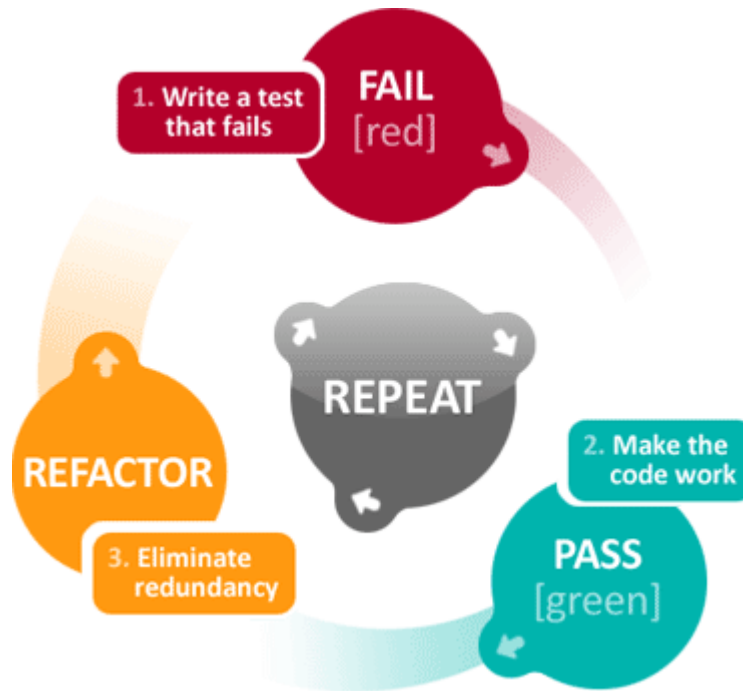 FAIL
[red]
1. Write a test
that fails
REPEAT
2. Make the
code work
PASS
[green]
REFACTOR
3. Eliminate
redundancy